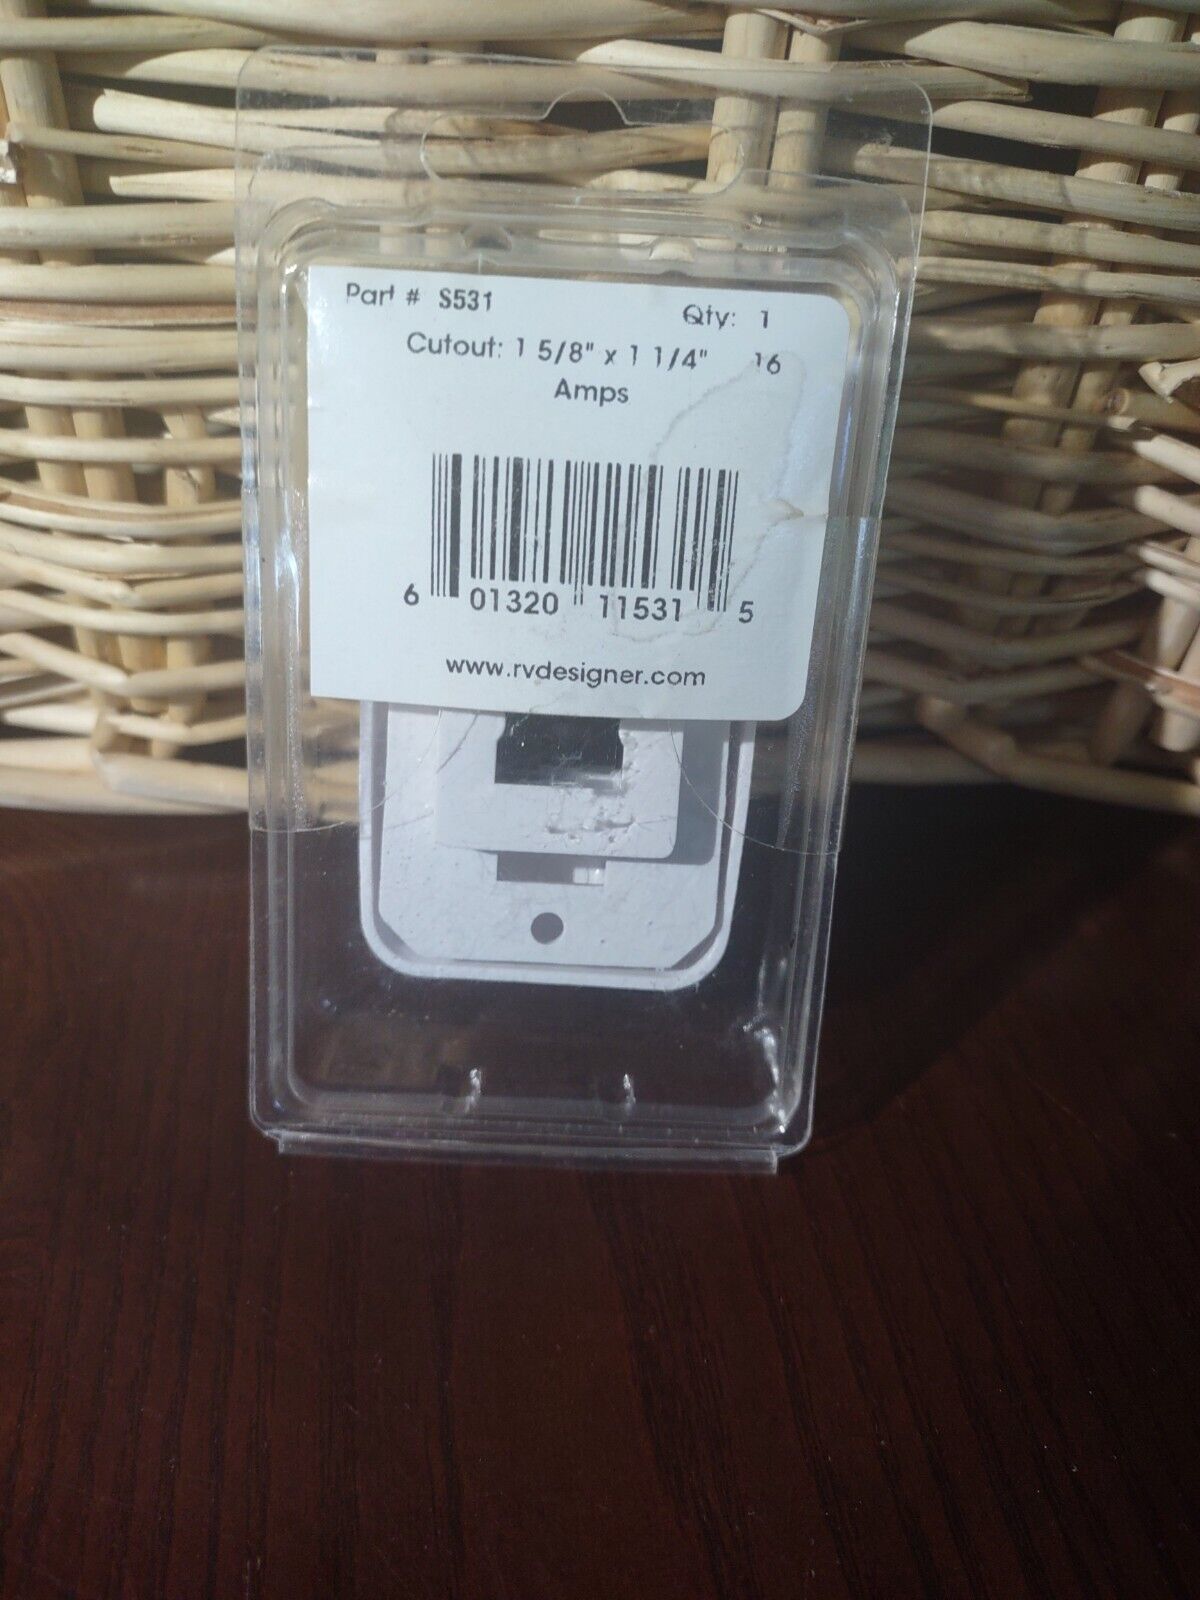 Part # S531 Qty: 1
Cutout: 1 5/8" x 1 1/4" 16
Amps
6 01320 11531 5
www.rvdesigner.com